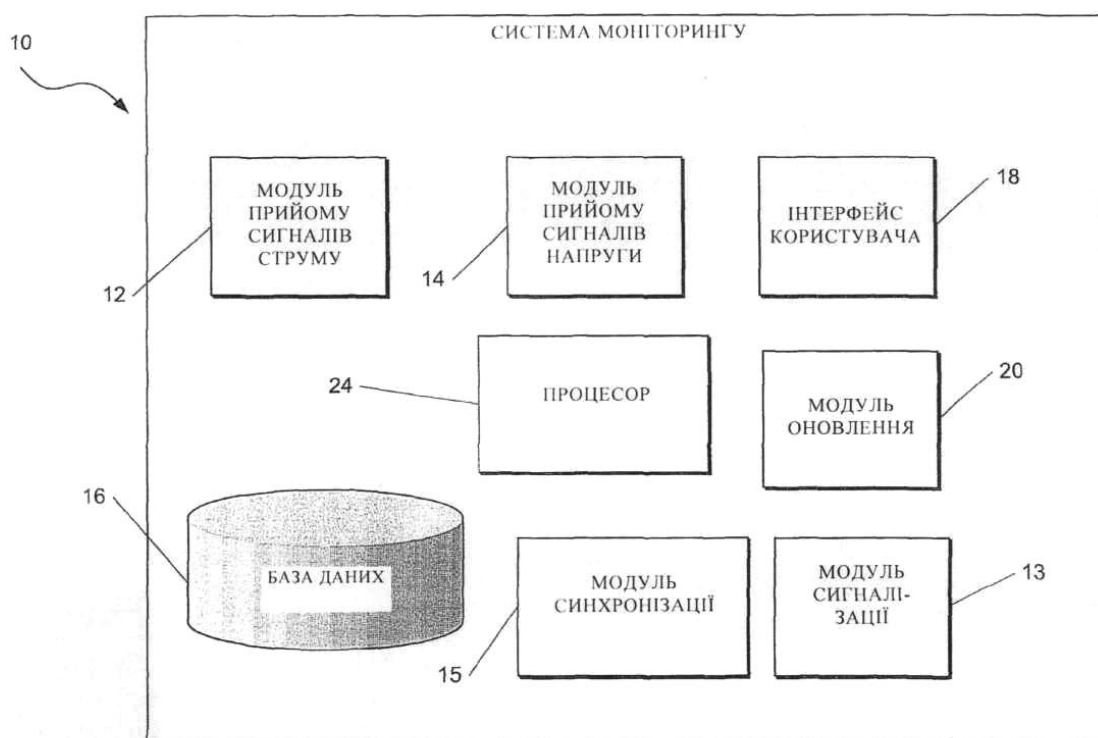 СИСТЕМА МОНІТОРИНГУ
10
МОДУЛЬ
ПРИЙОМУ
СИГНАЛІВ
СТРУМУ
12
МОДУЛЬ
ПРИЙОМУ
СИГНАЛІВ
НАПРУГИ
14
ІНТЕРФЕЙС
КОРИСТУВАЧА
18
ПРОЦЕСОР
24
МОДУЛЬ
ОНОВЛЕННЯ
20
БАЗА ДАНИХ
16
МОДУЛЬ
СИНХРОНІЗАЦІЇ
15
МОДУЛЬ
СИГНАЛІ-
ЗАЦІЇ
13